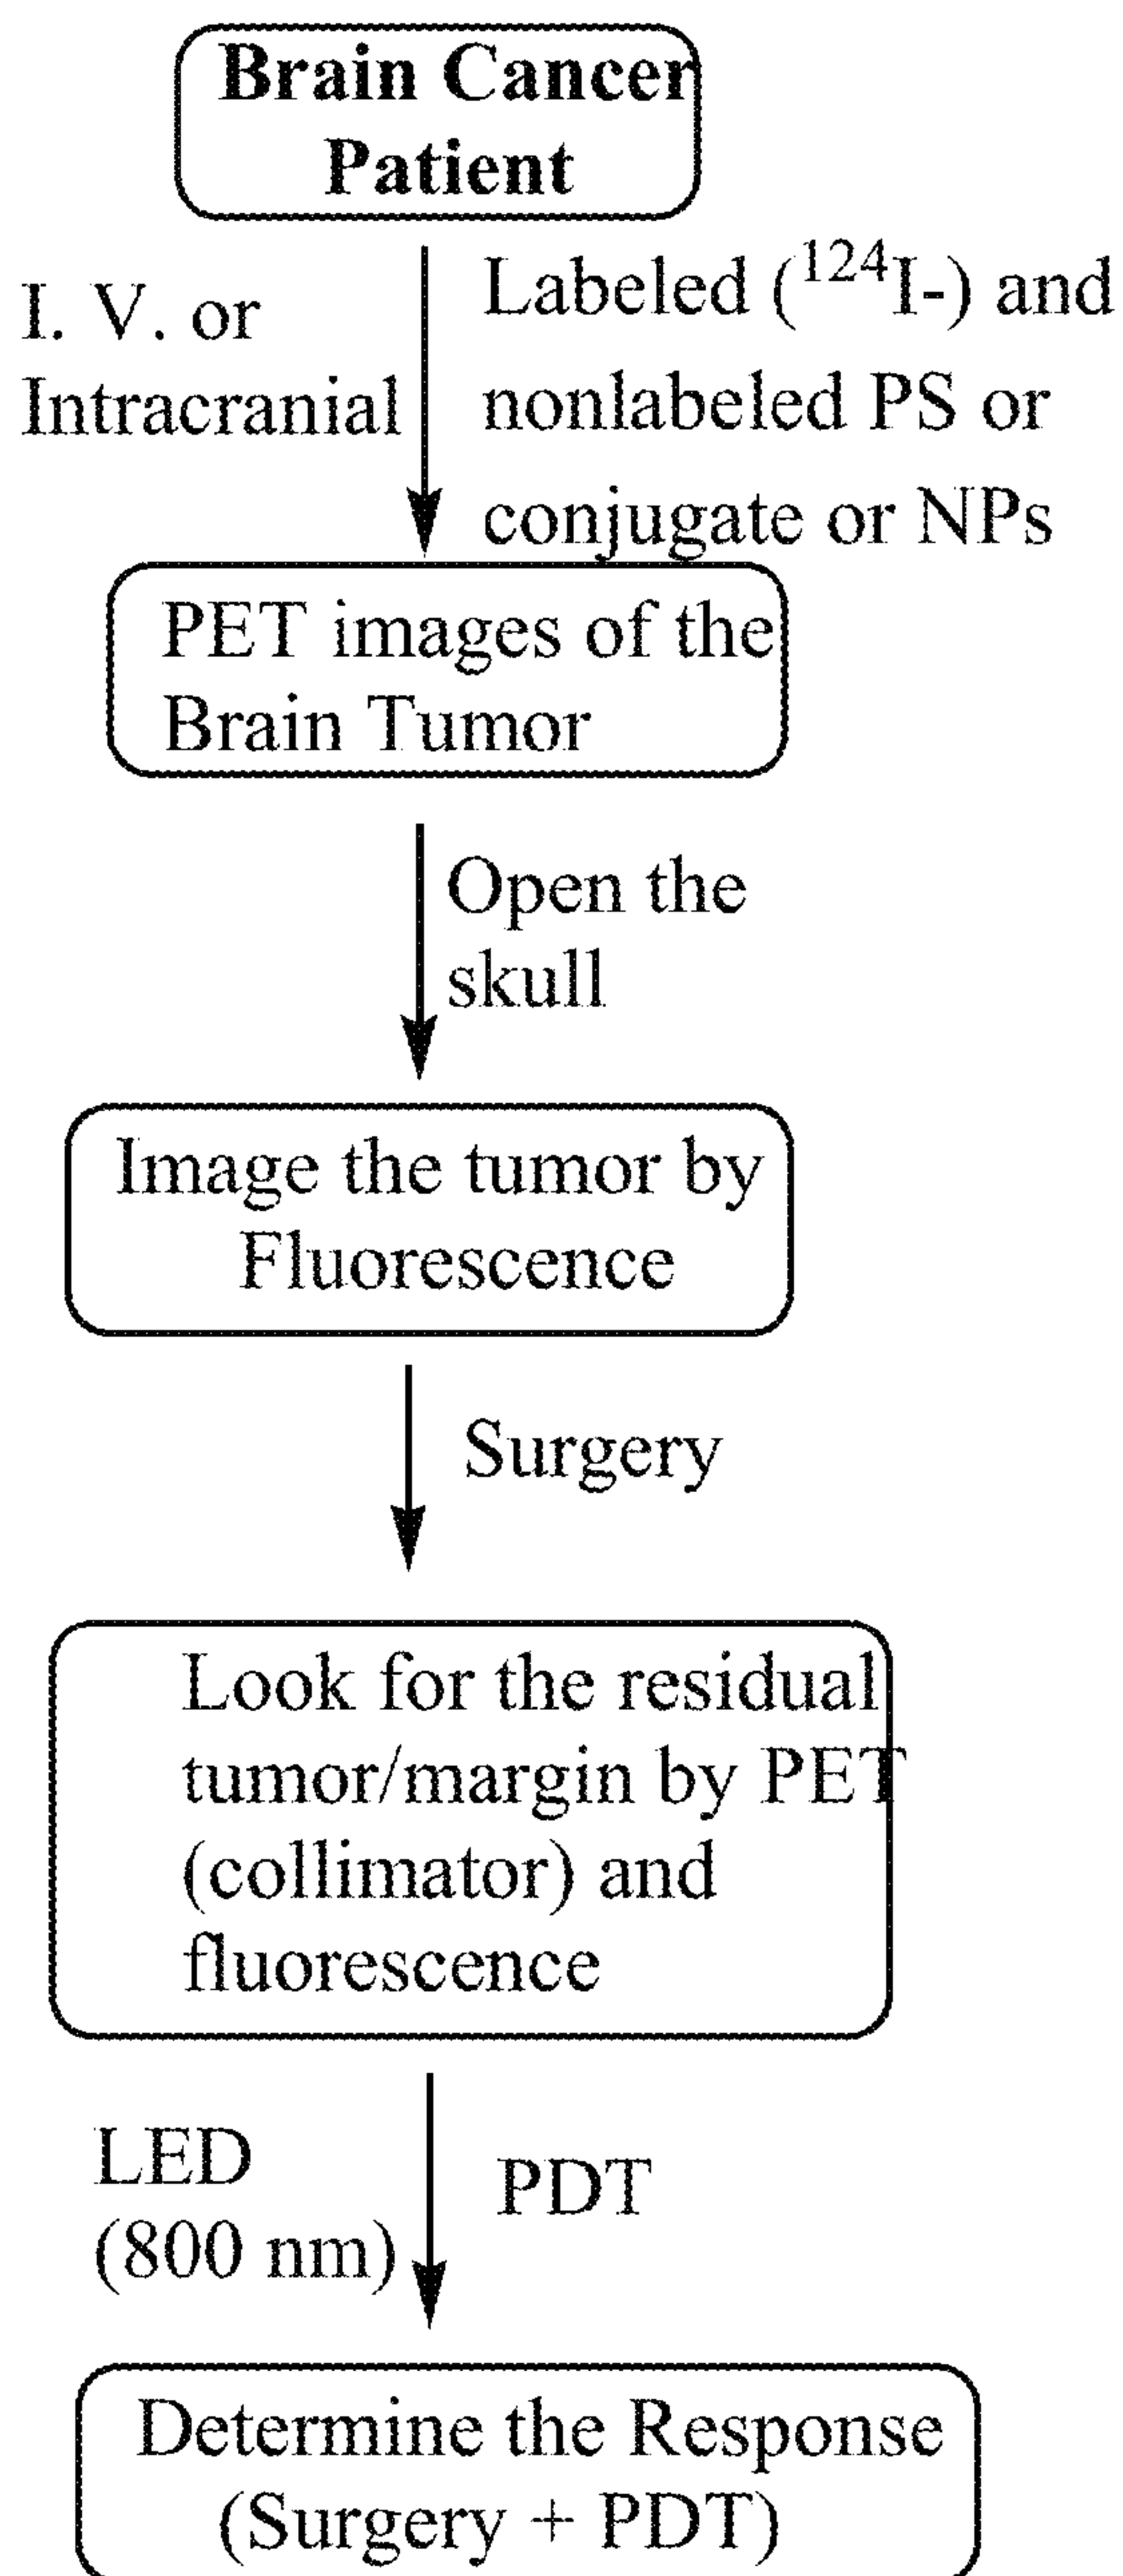 Brain Cancer
Patient
I. V. or
Intracranial
Labeled (¹²⁴I-) and
nonlabeled PS or
conjugate or NPs
PET images of the
Brain Tumor
Open the
skull
Image the tumor by
Fluorescence
Surgery
Look for the residual
tumor/margin by PET
(collimator) and
fluorescence
LED
(800 nm)
PDT
Determine the Response
(Surgery + PDT)